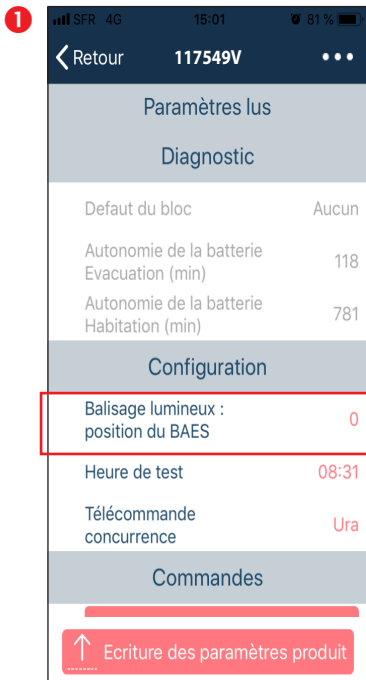 1
SFR 4G 15:01 81 %
Retour 117549V
Paramètres lus
Diagnostic
Defaut du bloc Aucun
Autonomie de la batterie
Evacuation (min) 118
Autonomie de la batterie
Habitation (min) 781
Configuration
Balisage lumineux :
position du BAES 0
Heure de test 08:31
Télécommande
concurrence Ura
Commandes
Ecriture des paramètres produit